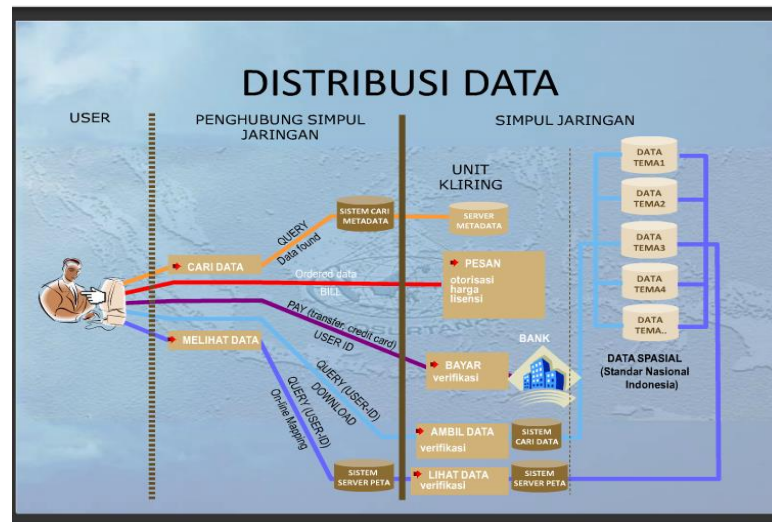 DISTRIBUSI DATA
USER
PENGHUBUNG SIMPUL
JARINGAN
SIMPUL JARINGAN
UNIT
KLIRING
SISTEM CARI
METADATA
SERVER
METADATA
QUERY
Data found
CARI DATA
Ordered data
BILL
PESAN
otorisasi
harga
lisensi
PAY (transfer, credit card)
USER ID
MELIHAT DATA
BANK
BAYAR
verifikasi
QUERY (USER-ID)
DOWNLOAD
QUERY (USER-ID)
On-line Mapping
AMBIL DATA
verifikasi
SISTEM
CARI DATA
SISTEM
SERVER PETA
LIHAT DATA
verifikasi
SISTEM
SERVER PETA
DATA
TEMA1
DATA
TEMA2
DATA
TEMA3
DATA
TEMA4
DATA
TEMA..
DATA SPASIAL
(Standar Nasional
Indonesia)